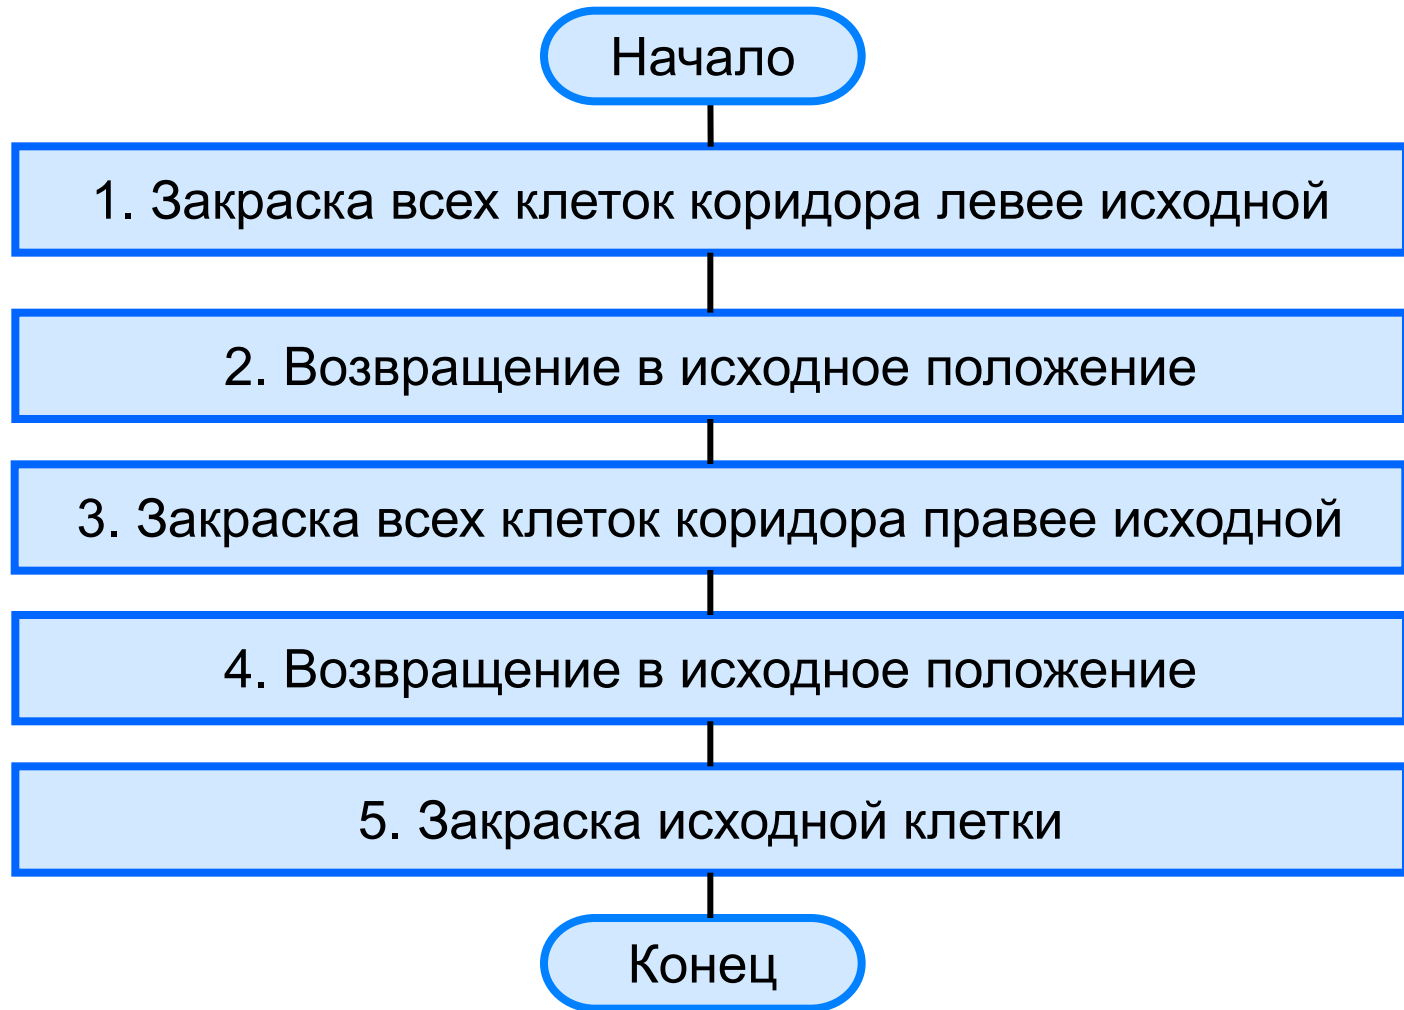 Начало
1. Закраска всех клеток коридора левее исходной
2. Возвращение в исходное положение
3. Закраска всех клеток коридора правее исходной
4. Возвращение в исходное положение
5. Закраска исходной клетки
Конец